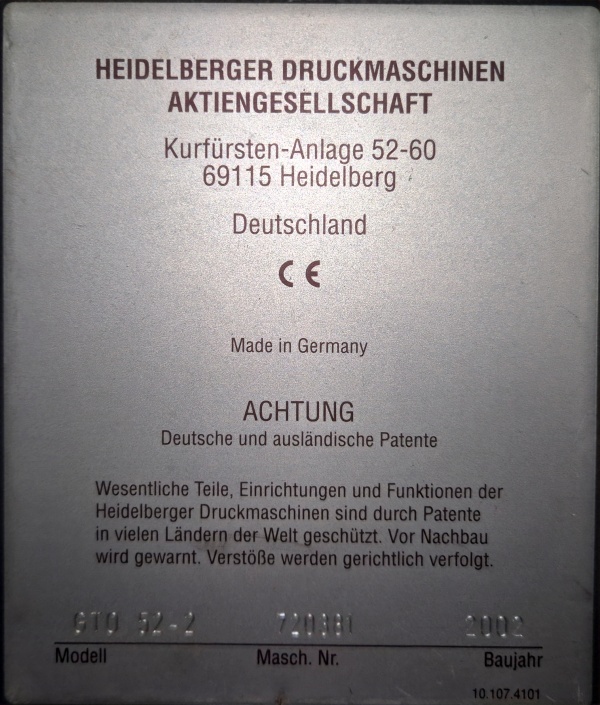 HEIDELBERGER DRUCKMASCHINEN
AKTIENGESELLSCHAFT
Kurfürsten-Anlage 52-60
69115 Heidelberg
Deutschland
CE
Made in Germany
ACHTUNG
Deutsche und ausländische Patente
Wesentliche Teile, Einrichtungen und Funktionen der
Heidelberger Druckmaschinen sind durch Patente
in vielen Ländern der Welt geschützt. Vor Nachbau
wird gewarnt. Verstöße werden gerichtlich verfolgt.
GTO 52-2 2002
Modell Masch. Nr. Baujahr
10.107.4101